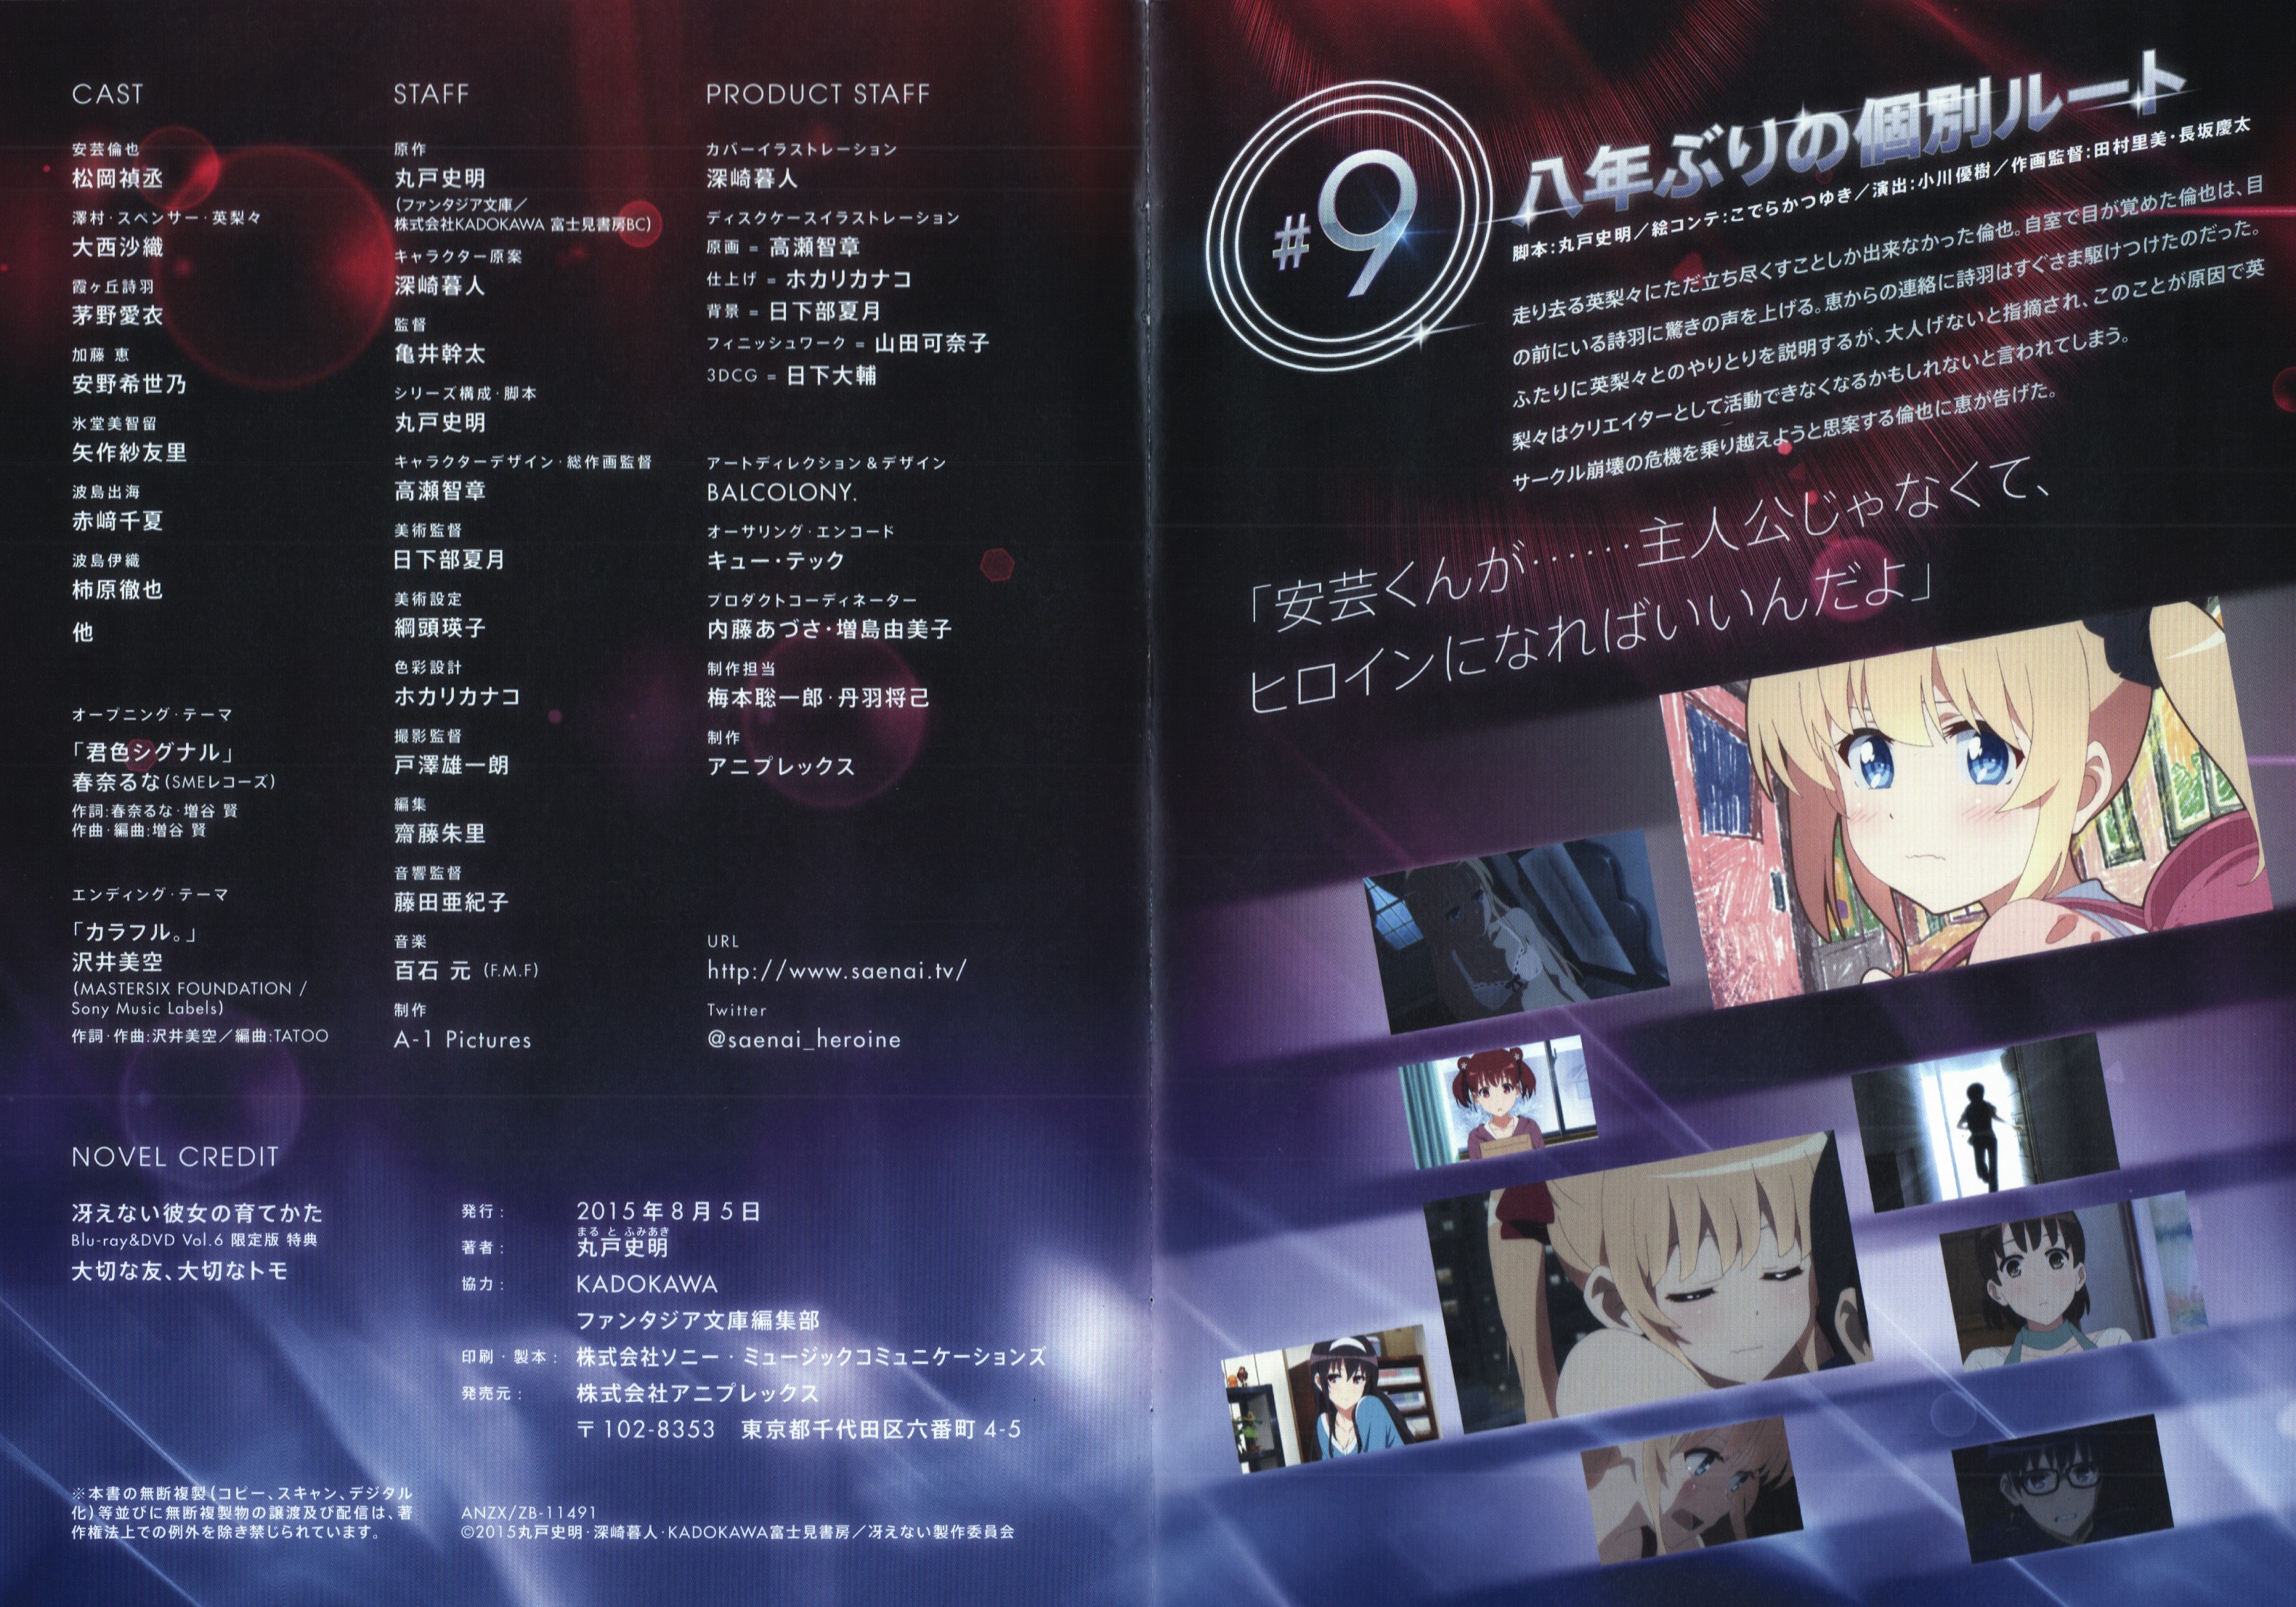 CAST
安芸倫也
松岡禎丞
澤村・スペンサー・英梨々
大西沙織
霞ヶ丘詩羽
茅野愛衣
加藤 恵
安野希世乃
氷堂美智留
矢作紗友里
波島出海
赤﨑千夏
波島伊織
柿原徹也
他
オープニング・テーマ
「君色シグナル」
春奈るな(SMEレコーズ)
作詞:春奈るな・増谷 賢
作曲・編曲:増谷 賢
エンディング・テーマ
「カラフル。」
沢井美空
(MASTERSIX FOUNDATION /
Sony Music Labels)
作詞・作曲:沢井美空／編曲:TATOO
STAFF
原作
丸戸史明
(ファンタジア文庫／
株式会社KADOKAWA 富士見書房BC)
キャラクター原案
深崎暮人
監督
亀井幹太
シリーズ構成・脚本
丸戸史明
キャラクターデザイン・総作画監督
高瀬智章
美術監督
日下部夏月
美術設定
綱頭瑛子
色彩設計
ホカリカナコ
撮影監督
戸澤雄一朗
編集
齋藤朱里
音響監督
藤田亜紀子
音楽
百石 元 (F.M.F)
制作
A-1 Pictures
PRODUCT STAFF
カバーイラストレーション
深崎暮人
ディスクケースイラストレーション
原画 = 高瀬智章
仕上げ = ホカリカナコ
背景 = 日下部夏月
フィニッシュワーク = 山田可奈子
3DCG = 日下大輔
アートディレクション＆デザイン
BALCOLONY.
オーサリング・エンコード
キュー・テック
プロダクトコーディネーター
内藤あづさ・増島由美子
制作担当
梅本聡一郎・丹羽将己
制作
アニプレックス
URL
http://www.saenai.tv/
Twitter
@saenai_heroine
NOVEL CREDIT
冴えない彼女の育てかた
Blu-ray&DVD Vol.6 限定版 特典
大切な友、大切なトモ
発行： 2015年8月5日
まると ふみあき
著者： 丸戸史明
協力： KADOKAWA
ファンタジア文庫編集部
印刷・製本： 株式会社ソニー・ミュージックコミュニケーションズ
発売元： 株式会社アニプレックス
〒102-8353 東京都千代田区六番町 4-5
※本書の無断複製(コピー、スキャン、デジタル
化)等並びに無断複製物の譲渡及び配信は、著
作権法上での例外を除き禁じられています。
ANZX/ZB-11491
©2015丸戸史明・深崎暮人・KADOKAWA富士見書房／冴えない製作委員会
#9
八年ぶりの個別ルート
脚本:丸戸史明／絵コンテ:こでらかつゆき／演出:小川優樹／作画監督:田村里美・長坂慶太
走り去る英梨々にただ立ち尽くすことしか出来なかった倫也。自室で目が覚めた倫也は、目
の前にいる詩羽に驚きの声を上げる。恵からの連絡に詩羽はすぐさま駆けつけたのだった。
ふたりに英梨々とのやりとりを説明するが、大人げないと指摘され、このことが原因で英
梨々はクリエイターとして活動できなくなるかもしれないと言われてしまう。
サークル崩壊の危機を乗り越えようと思案する倫也に恵が告げた。
「安芸くんが……主人公じゃなくて、
ヒロインになればいいんだよ」